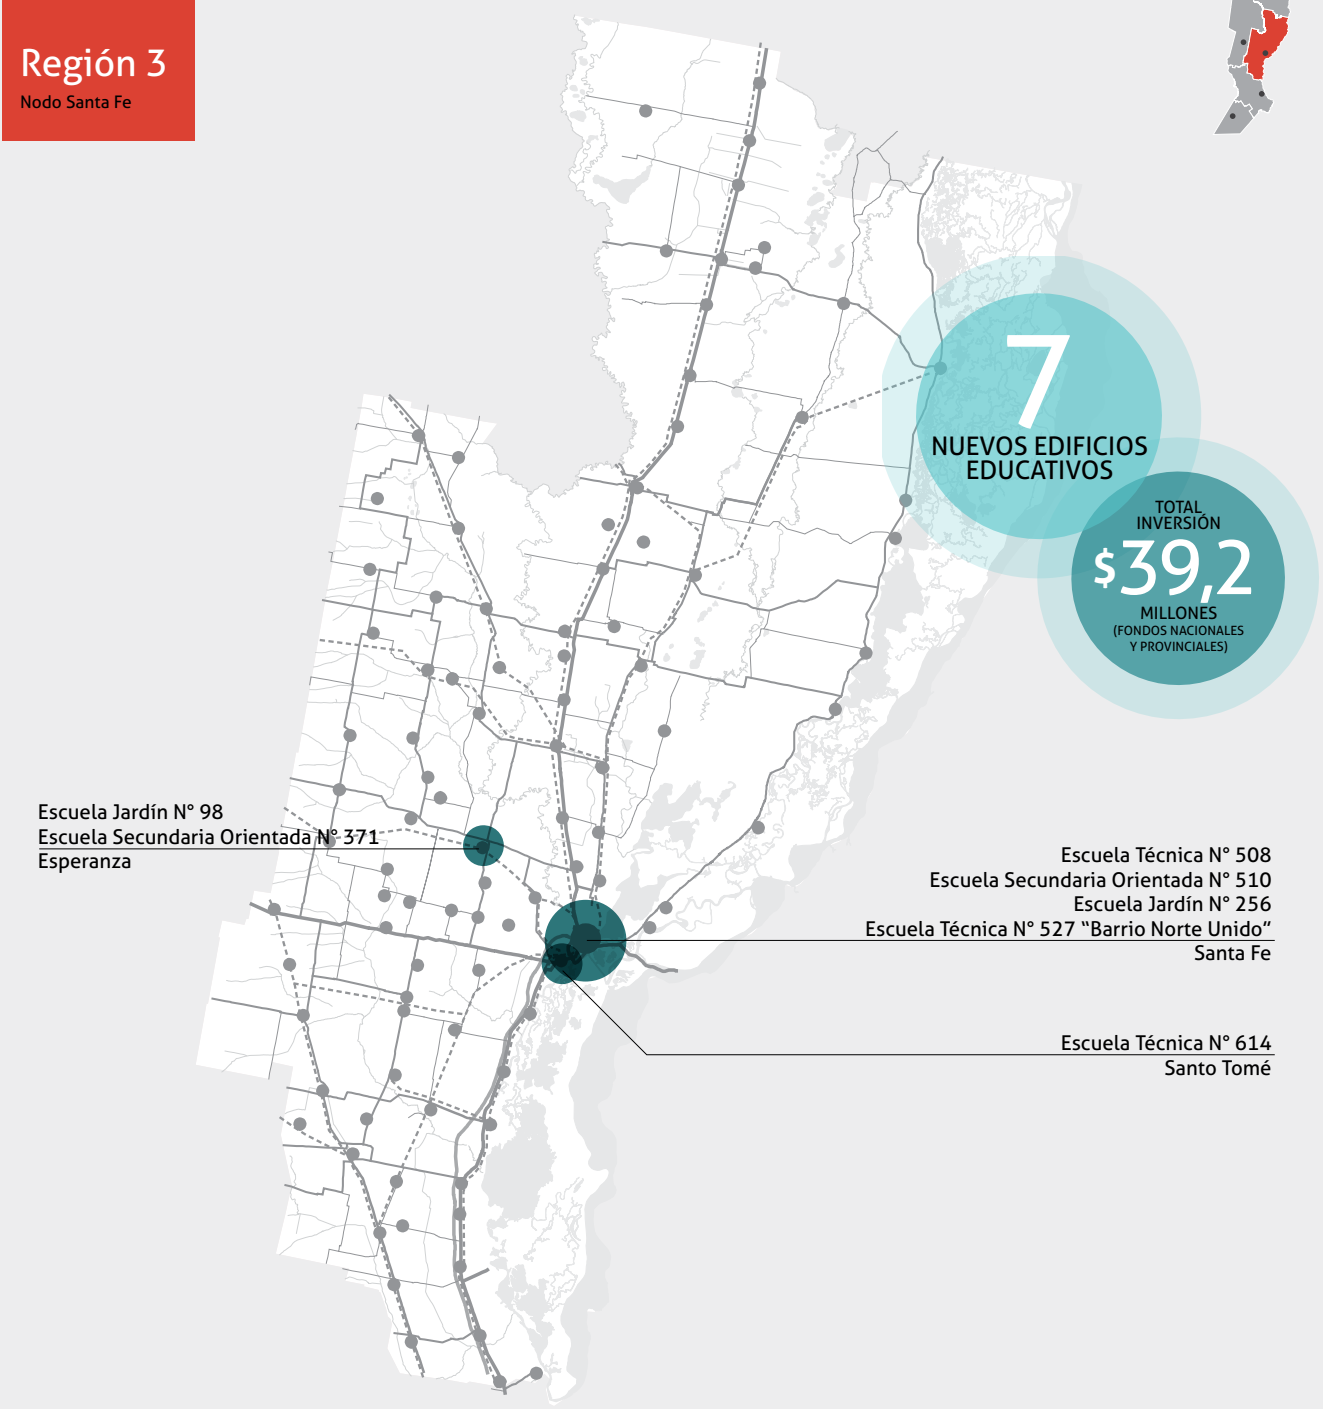 Región 3
Nodo Santa Fe
7
NUEVOS EDIFICIOS
EDUCATIVOS
TOTAL
INVERSIÓN
$39,2
MILLONES
(FONDOS NACIONALES
Y PROVINCIALES)
Escuela Jardín N° 98
Escuela Secundaria Orientada N° 371
Esperanza
Escuela Técnica N° 508
Escuela Secundaria Orientada N° 510
Escuela Jardín N° 256
Escuela Técnica N° 527 “Barrio Norte Unido”
Santa Fe
Escuela Técnica N° 614
Santo Tomé